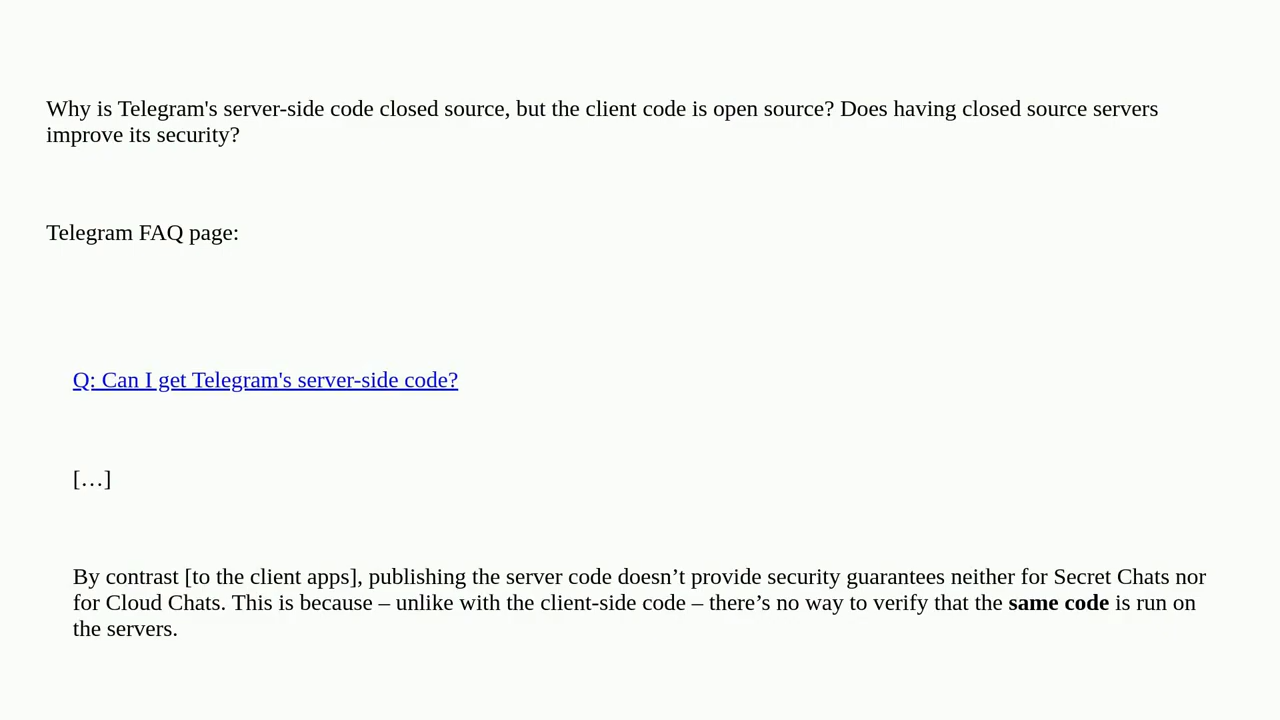 Why is Telegram's server-side code closed source, but the client code is open source? Does having closed source servers
improve its security?
Telegram FAQ page:
Q: Can I get Telegram's server-side code?
[…]
By contrast [to the client apps], publishing the server code doesn’t provide security guarantees neither for Secret Chats nor
for Cloud Chats. This is because – unlike with the client-side code – there’s no way to verify that the same code is run on
the servers.